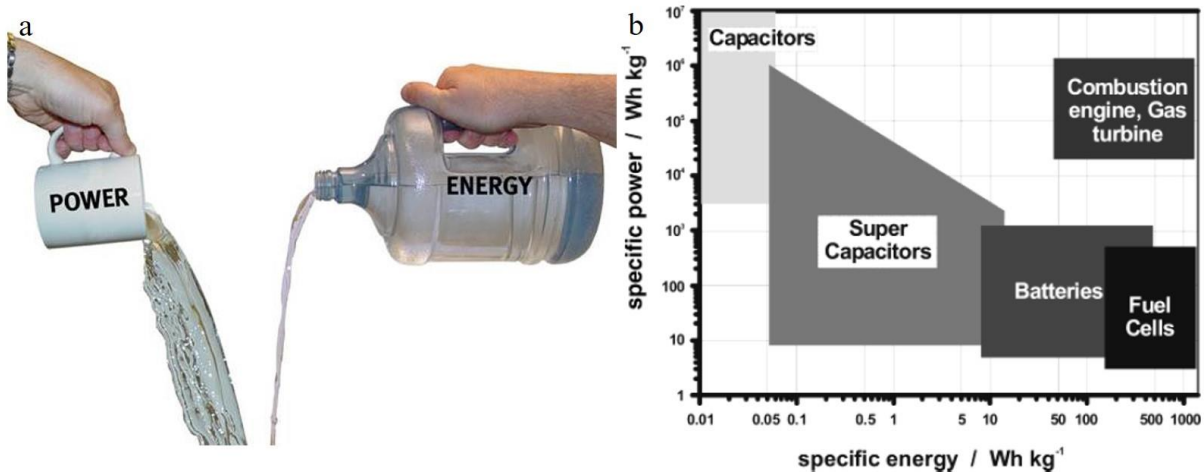 a
POWER
ENERGY
b
specific power / Wh kg⁻¹
10⁷
10⁶
10⁵
10⁴
10³
100
10
1
Capacitors
Combustion
engine, Gas
turbine
Super
Capacitors
Batteries
Fuel
Cells
0.01 0.05 0.1 0.5 1 5 10 50 100 500 1000
specific energy / Wh kg⁻¹